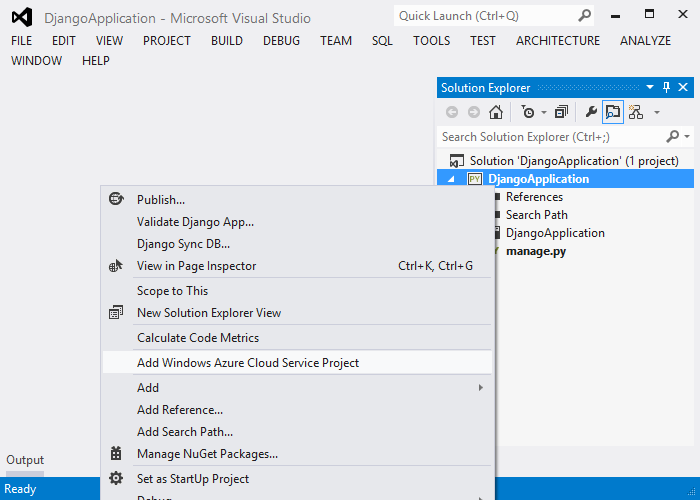 DjangoApplication - Microsoft Visual Studio
Quick Launch (Ctrl+Q)
FILE EDIT VIEW PROJECT BUILD DEBUG TEAM SQL TOOLS TEST ARCHITECTURE ANALYZE
WINDOW HELP
Solution Explorer
Search Solution Explorer (Ctrl+;)
Solution 'DjangoApplication' (1 project)
PY DjangoApplication
References
Search Path
DjangoApplication
manage.py
Publish...
Validate Django App...
Django Sync DB...
View in Page Inspector Ctrl+K, Ctrl+G
Scope to This
New Solution Explorer View
Calculate Code Metrics
Add Windows Azure Cloud Service Project
Add
Add Reference...
Add Search Path...
Manage NuGet Packages...
Set as StartUp Project
Debug
Output
Ready